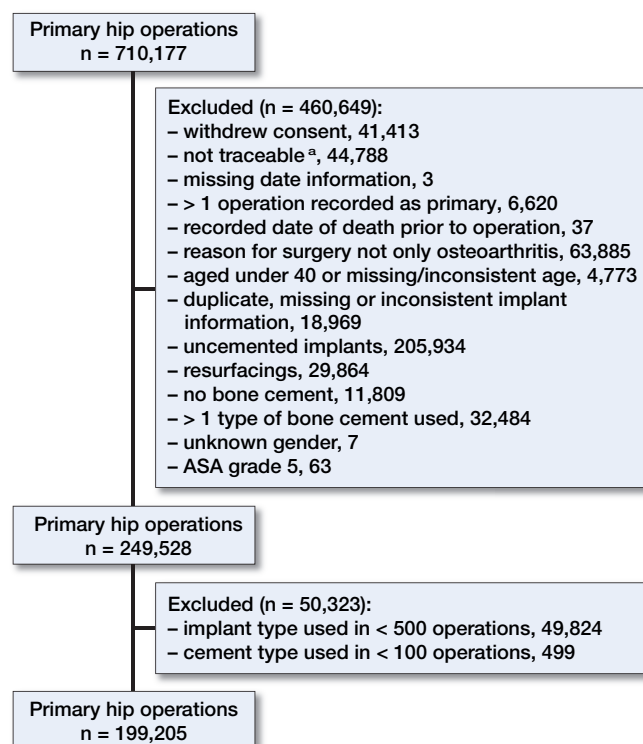 Primary hip operations
n = 710,177
Excluded (n = 460,649):
– withdrew consent, 41,413
– not traceable ᵃ, 44,788
– missing date information, 3
– > 1 operation recorded as primary, 6,620
– recorded date of death prior to operation, 37
– reason for surgery not only osteoarthritis, 63,885
– aged under 40 or missing/inconsistent age, 4,773
– duplicate, missing or inconsistent implant
information, 18,969
– uncemented implants, 205,934
– resurfacings, 29,864
– no bone cement, 11,809
– > 1 type of bone cement used, 32,484
– unknown gender, 7
– ASA grade 5, 63
Primary hip operations
n = 249,528
Excluded (n = 50,323):
– implant type used in < 500 operations, 49,824
– cement type used in < 100 operations, 499
Primary hip operations
n = 199,205